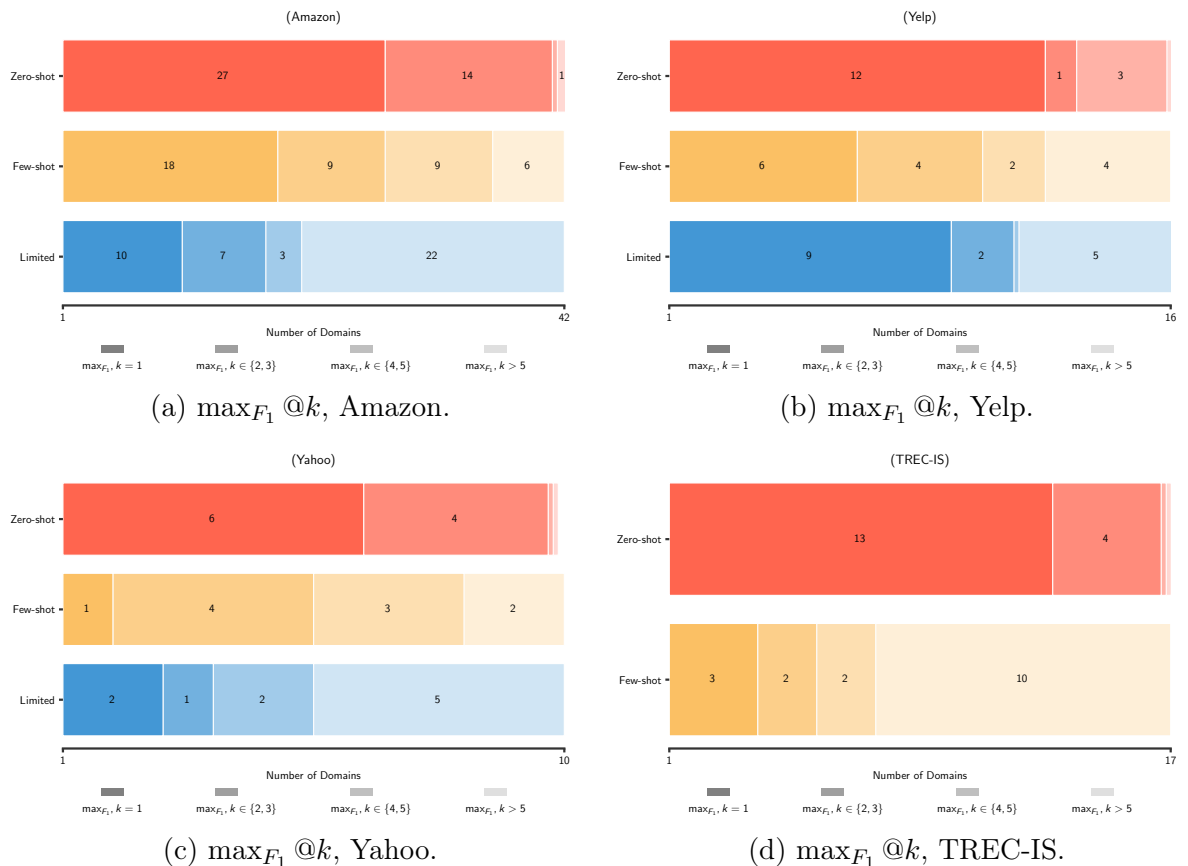 (Amazon)
Zero-shot 27 14 1
Few-shot 18 9 9 6
Limited 10 7 3 22
1 42
Number of Domains
max_{F_1}, k = 1 max_{F_1}, k ∈ {2, 3} max_{F_1}, k ∈ {4, 5} max_{F_1}, k > 5
(a) max_{F_1} @k, Amazon.
(Yelp)
Zero-shot 12 1 3
Few-shot 6 4 2 4
Limited 9 2 5
1 16
Number of Domains
max_{F_1}, k = 1 max_{F_1}, k ∈ {2, 3} max_{F_1}, k ∈ {4, 5} max_{F_1}, k > 5
(b) max_{F_1} @k, Yelp.
(Yahoo)
Zero-shot 6 4
Few-shot 1 4 3 2
Limited 2 1 2 5
1 10
Number of Domains
max_{F_1}, k = 1 max_{F_1}, k ∈ {2, 3} max_{F_1}, k ∈ {4, 5} max_{F_1}, k > 5
(c) max_{F_1} @k, Yahoo.
(TREC-IS)
Zero-shot 13 4
Few-shot 3 2 2 10
1 17
Number of Domains
max_{F_1}, k = 1 max_{F_1}, k ∈ {2, 3} max_{F_1}, k ∈ {4, 5} max_{F_1}, k > 5
(d) max_{F_1} @k, TREC-IS.